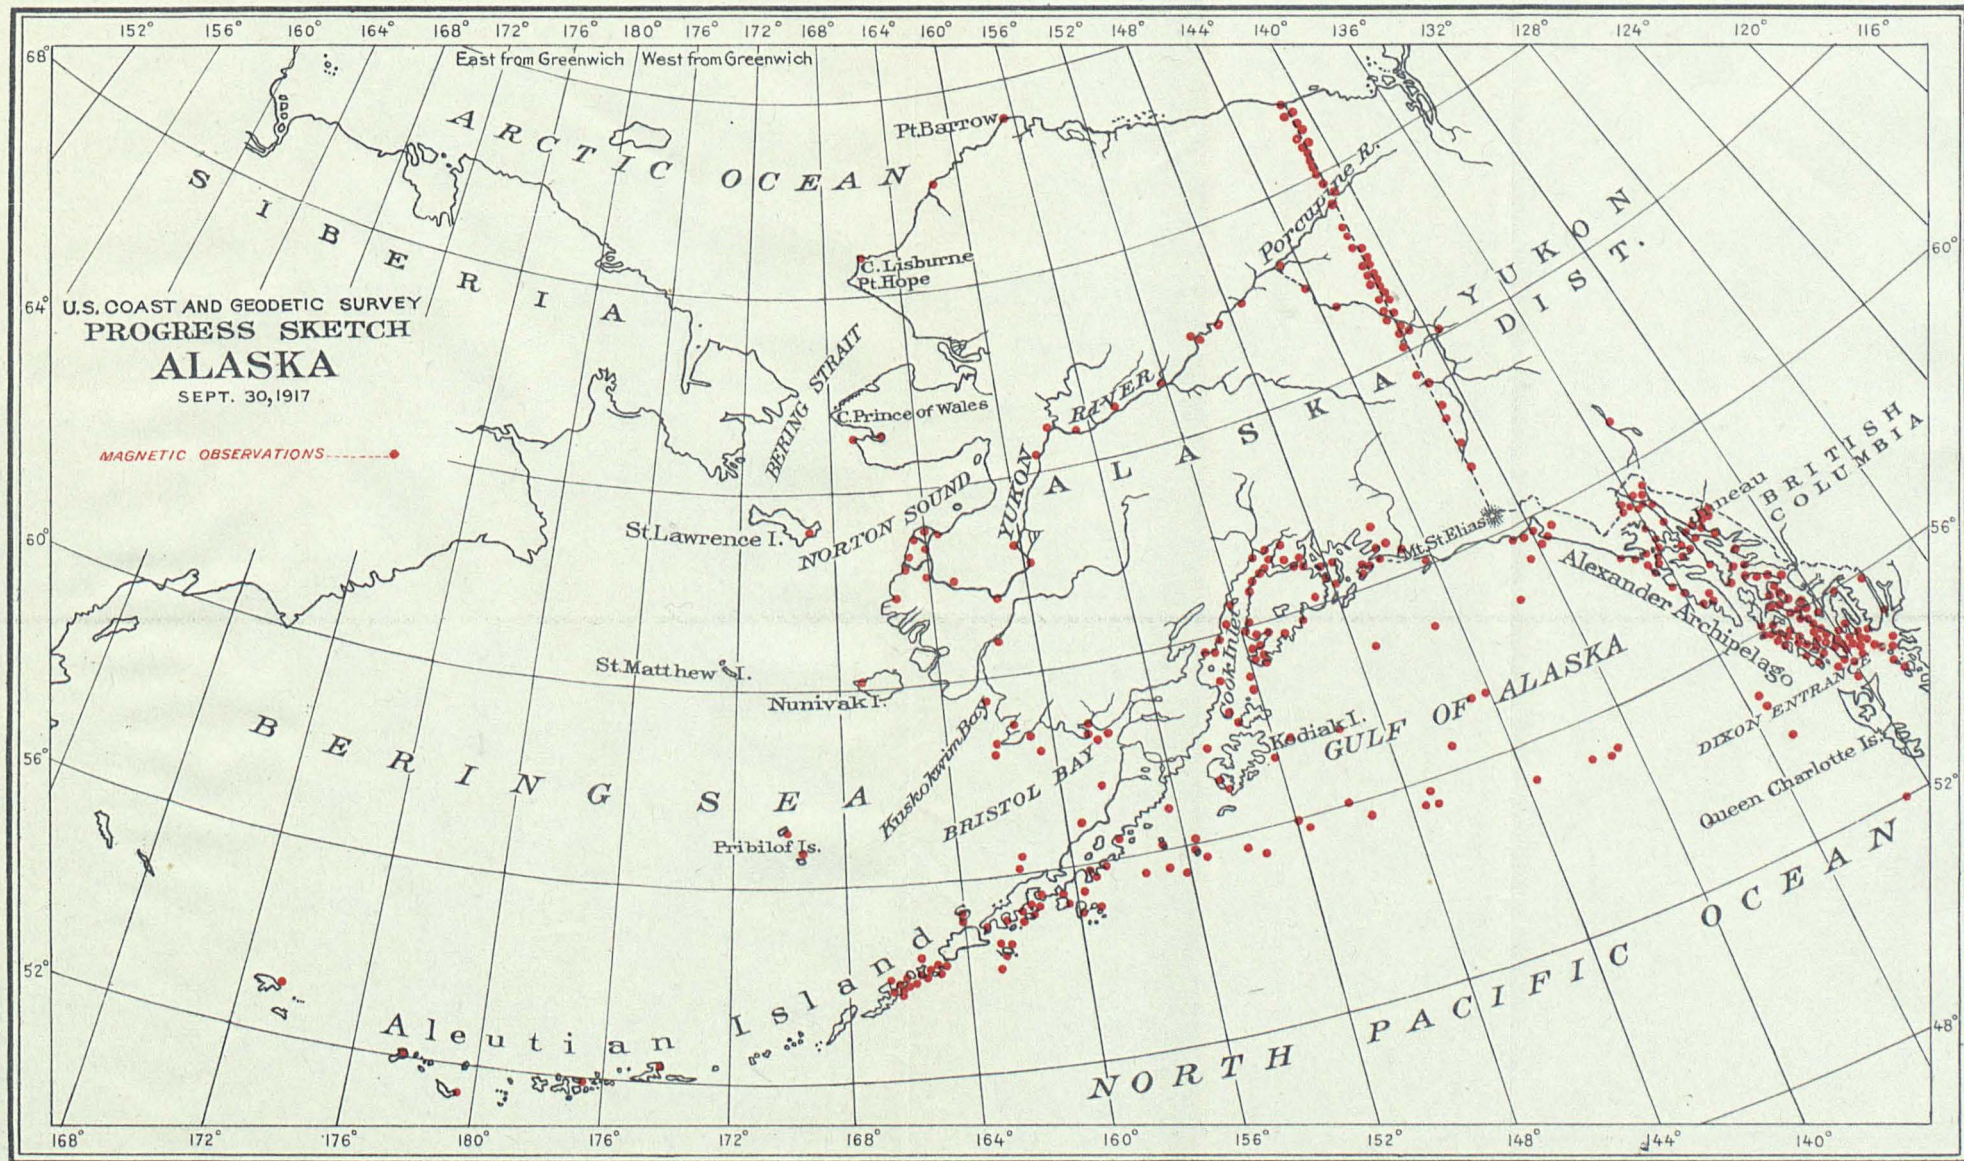 152° 156° 160° 164° 168° 172° 176° 180° 176° 172° 168° 164° 160° 156° 152° 148° 144° 140° 136° 132° 128° 124° 120° 116°
East from Greenwich West from Greenwich
68°
64°
60°
56°
52°
60°
56°
52°
48°
ARCTIC OCEAN
SIBERIA
U.S. COAST AND GEODETIC SURVEY
PROGRESS SKETCH
ALASKA
SEPT. 30, 1917
MAGNETIC OBSERVATIONS
Pt. Barrow
C. Lisburne
Pt. Hope
BERING STRAIT
C. Prince of Wales
Porcupine R.
YUKON
DIST.
YUKON RIVER
ALASKA
NORTON SOUND
St. Lawrence I.
Mt. St. Elias
Juneau
BRITISH
COLUMBIA
Alexander Archipelago
St. Matthew I.
Nunivak I.
Cook Inlet
Kuskokwim Bay
BRISTOL BAY
Kodiak I.
GULF OF ALASKA
DIXON ENTRANCE
Queen Charlotte Is.
BERING SEA
Pribilof Is.
Aleutian Islands
NORTH PACIFIC OCEAN
168° 172° 176° 180° 176° 172° 168° 164° 160° 156° 152° 148° 144° 140°